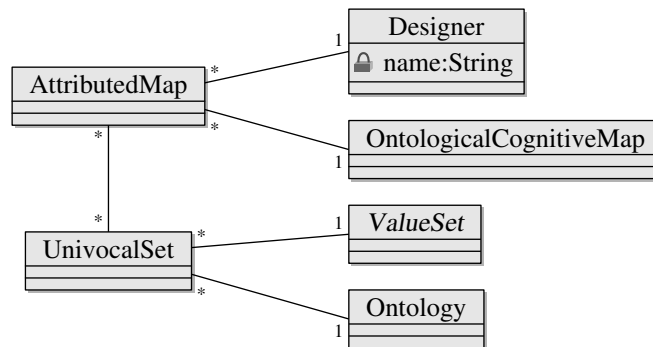 Designer
name:String
1
*
AttributedMap
*
1
OntologicalCognitiveMap
*
*
UnivocalSet
*
1
ValueSet
*
1
Ontology